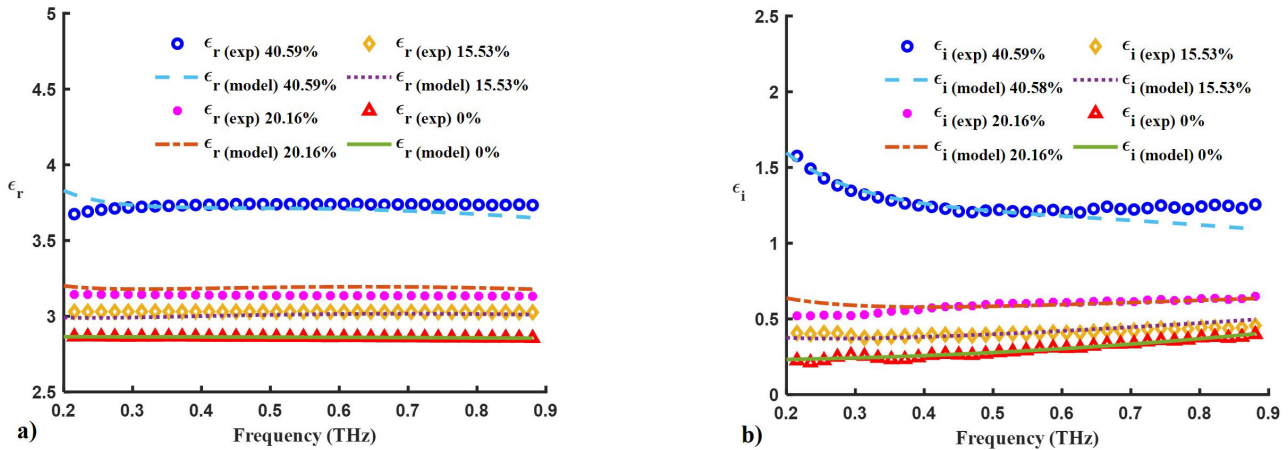 5
4.5
4
3.5
3
2.5
ϵr
ϵr (exp) 40.59%
ϵr (model) 40.59%
ϵr (exp) 20.16%
ϵr (model) 20.16%
ϵr (exp) 15.53%
ϵr (model) 15.53%
ϵr (exp) 0%
ϵr (model) 0%
0.2 0.3 0.4 0.5 0.6 0.7 0.8 0.9
a) Frequency (THz)
2.5
2
1.5
1
0.5
0
ϵi
ϵi (exp) 40.59%
ϵi (model) 40.58%
ϵi (exp) 20.16%
ϵi (model) 20.16%
ϵi (exp) 15.53%
ϵi (model) 15.53%
ϵi (exp) 0%
ϵi (model) 0%
0.2 0.3 0.4 0.5 0.6 0.7 0.8 0.9
b) Frequency (THz)